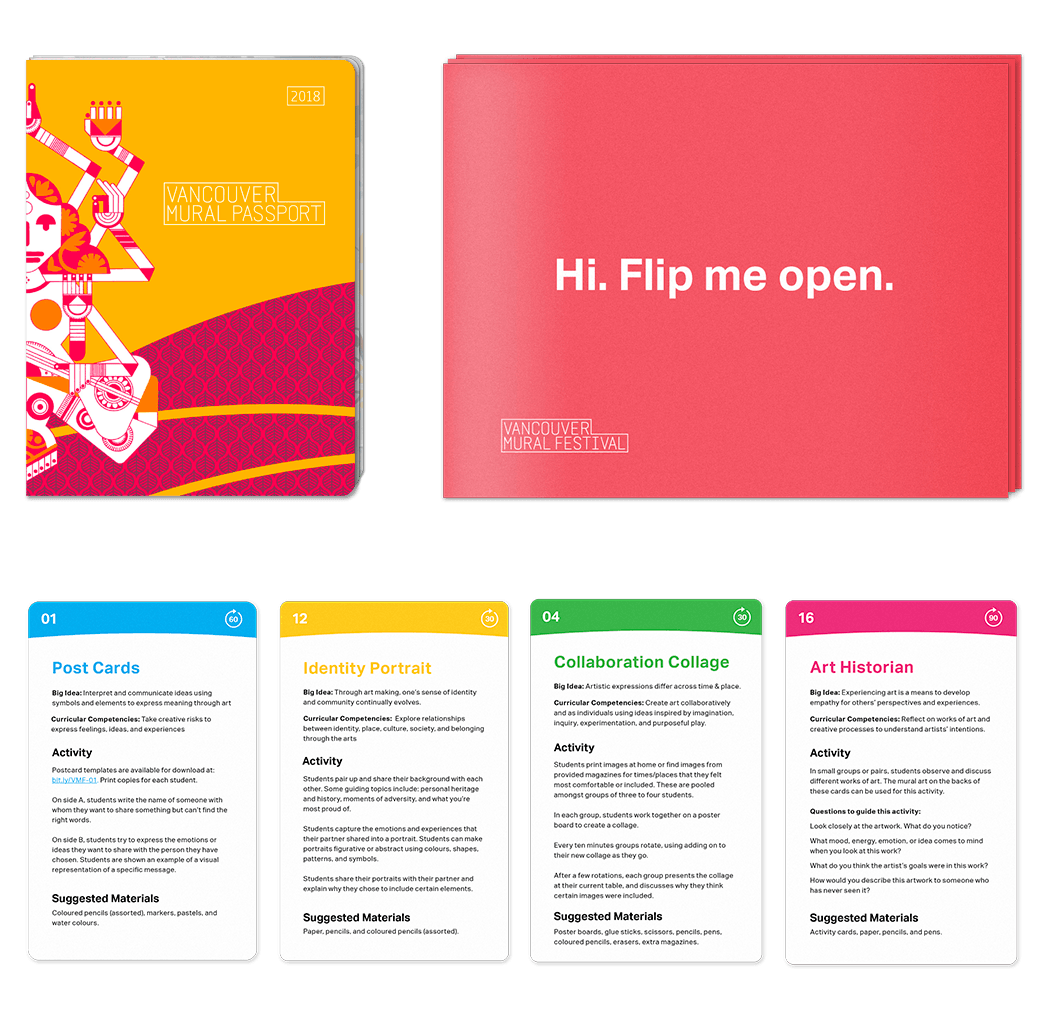 2018
VANCOUVER
MURAL PASSPORT
Hi. Flip me open.
VANCOUVER
MURAL FESTIVAL
01
60
Post Cards
Big Idea: Interpret and communicate ideas using
symbols and elements to express meaning through art
Curricular Competencies: Take creative risks to
express feelings, ideas, and experiences
Activity
Postcard templates are available for download at:
bit.ly/VMF-01. Print copies for each student.
On side A, students write the name of someone with
whom they want to share something but can't find the
right words.
On side B, students try to express the emotions or
ideas they want to share with the person they have
chosen. Students are shown an example of a visual
representation of a specific message.
Suggested Materials
Coloured pencils (assorted), markers, pastels, and
water colours.
12
30
Identity Portrait
Big Idea: Through art making, one's sense of identity
and community continually evolves.
Curricular Competencies: Explore relationships
between identity, place, culture, society, and belonging
through the arts
Activity
Students pair up and share their background with each
other. Some guiding topics include: personal heritage
and history, moments of adversity, and what you're
most proud of.
Students capture the emotions and experiences that
their partner shared into a portrait. Students can make
portraits figurative or abstract using colours, shapes,
patterns, and symbols.
Students share their portraits with their partner and
explain why they chose to include certain elements.
Suggested Materials
Paper, pencils, and coloured pencils (assorted).
04
30
Collaboration Collage
Big Idea: Artistic expressions differ across time & place.
Curricular Competencies: Create art collaboratively
and as individuals using ideas inspired by imagination,
inquiry, experimentation, and purposeful play.
Activity
Students print images at home or find images from
provided magazines for times/places that they felt
most comfortable or included. These are pooled
amongst groups of three to four students.
In each group, students work together on a poster
board to create a collage.
Every ten minutes groups rotate, using adding on to
their new collage as they go.
After a few rotations, each group presents the collage
at their current table, and discusses why they think
certain images were included.
Suggested Materials
Poster boards, glue sticks, scissors, pencils, pens,
coloured pencils, erasers, extra magazines.
16
90
Art Historian
Big Idea: Experiencing art is a means to develop
empathy for others' perspectives and experiences.
Curricular Competencies: Reflect on works of art and
creative processes to understand artists' intentions.
Activity
In small groups or pairs, students observe and discuss
different works of art. The mural art on the backs of
these cards can be used for this activity.
Questions to guide this activity:
Look closely at the artwork. What do you notice?
What mood, energy, emotion, or idea comes to mind
when you look at this work?
What do you think the artist's goals were in this work?
How would you describe this artwork to someone who
has never seen it?
Suggested Materials
Activity cards, paper, pencils, and pens.